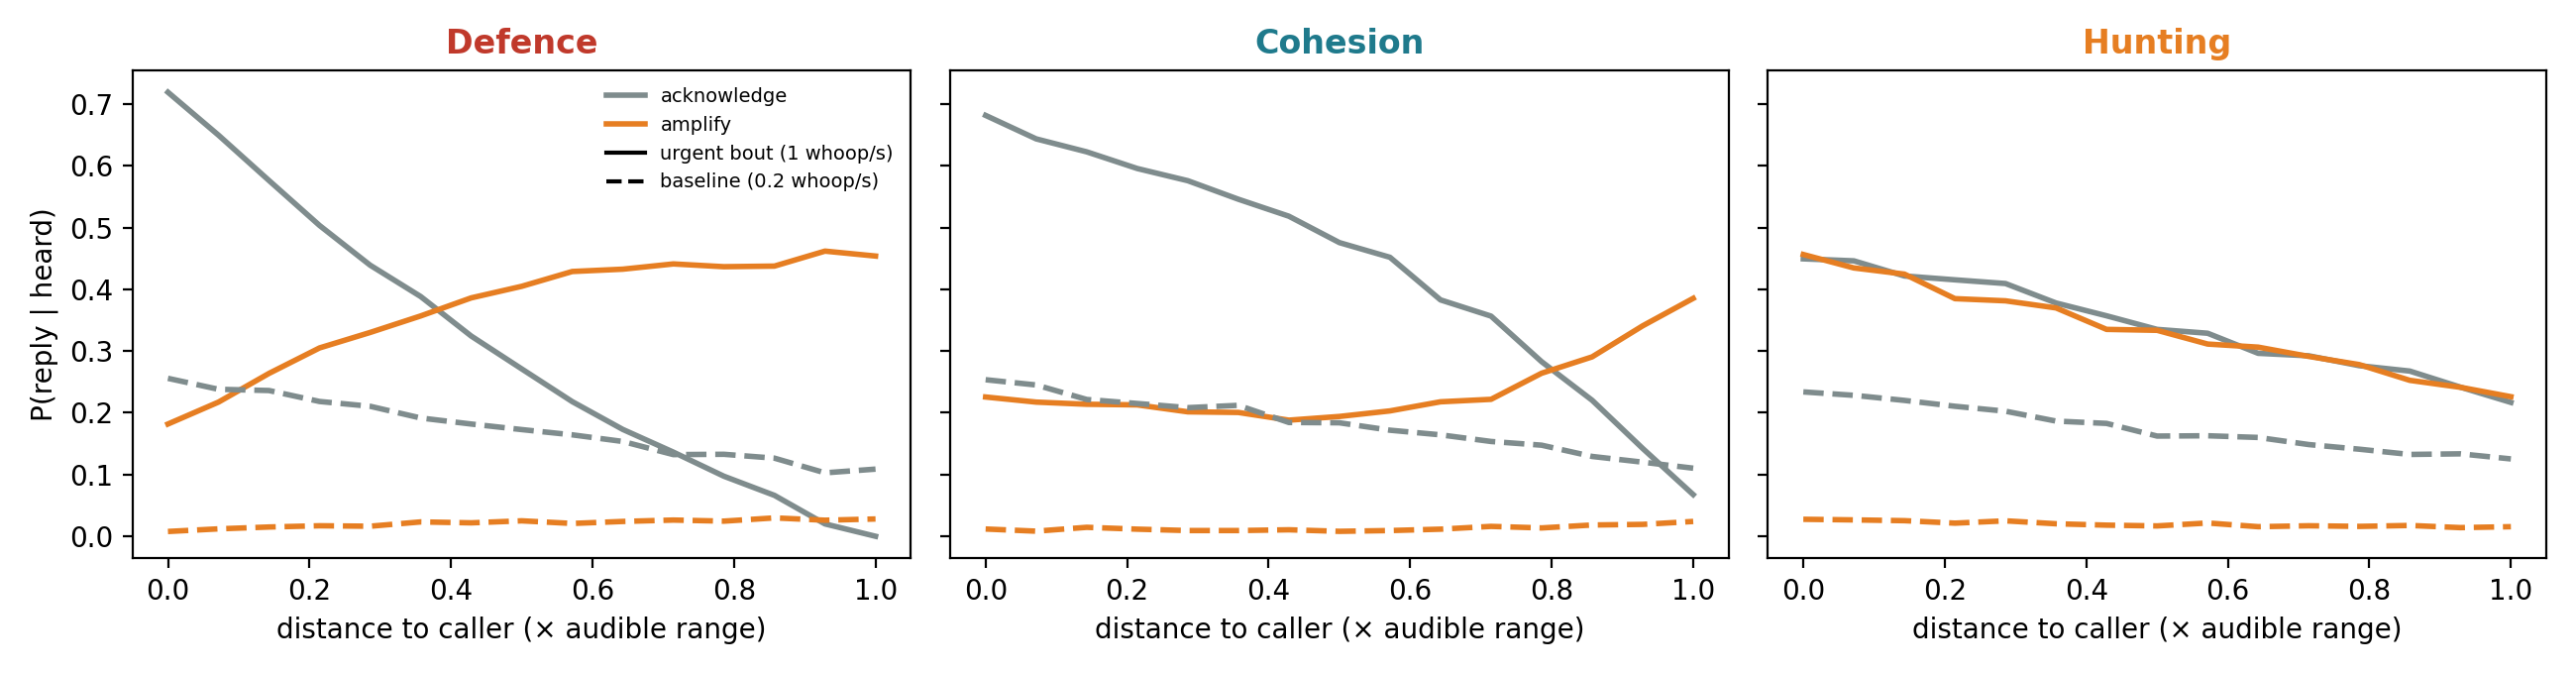 Defence
Cohesion
Hunting
P(reply | heard)
0.7
0.6
0.5
0.4
0.3
0.2
0.1
0.0
acknowledge
amplify
urgent bout (1 whoop/s)
baseline (0.2 whoop/s)
0.0 0.2 0.4 0.6 0.8 1.0
distance to caller (× audible range)
0.0 0.2 0.4 0.6 0.8 1.0
distance to caller (× audible range)
0.0 0.2 0.4 0.6 0.8 1.0
distance to caller (× audible range)